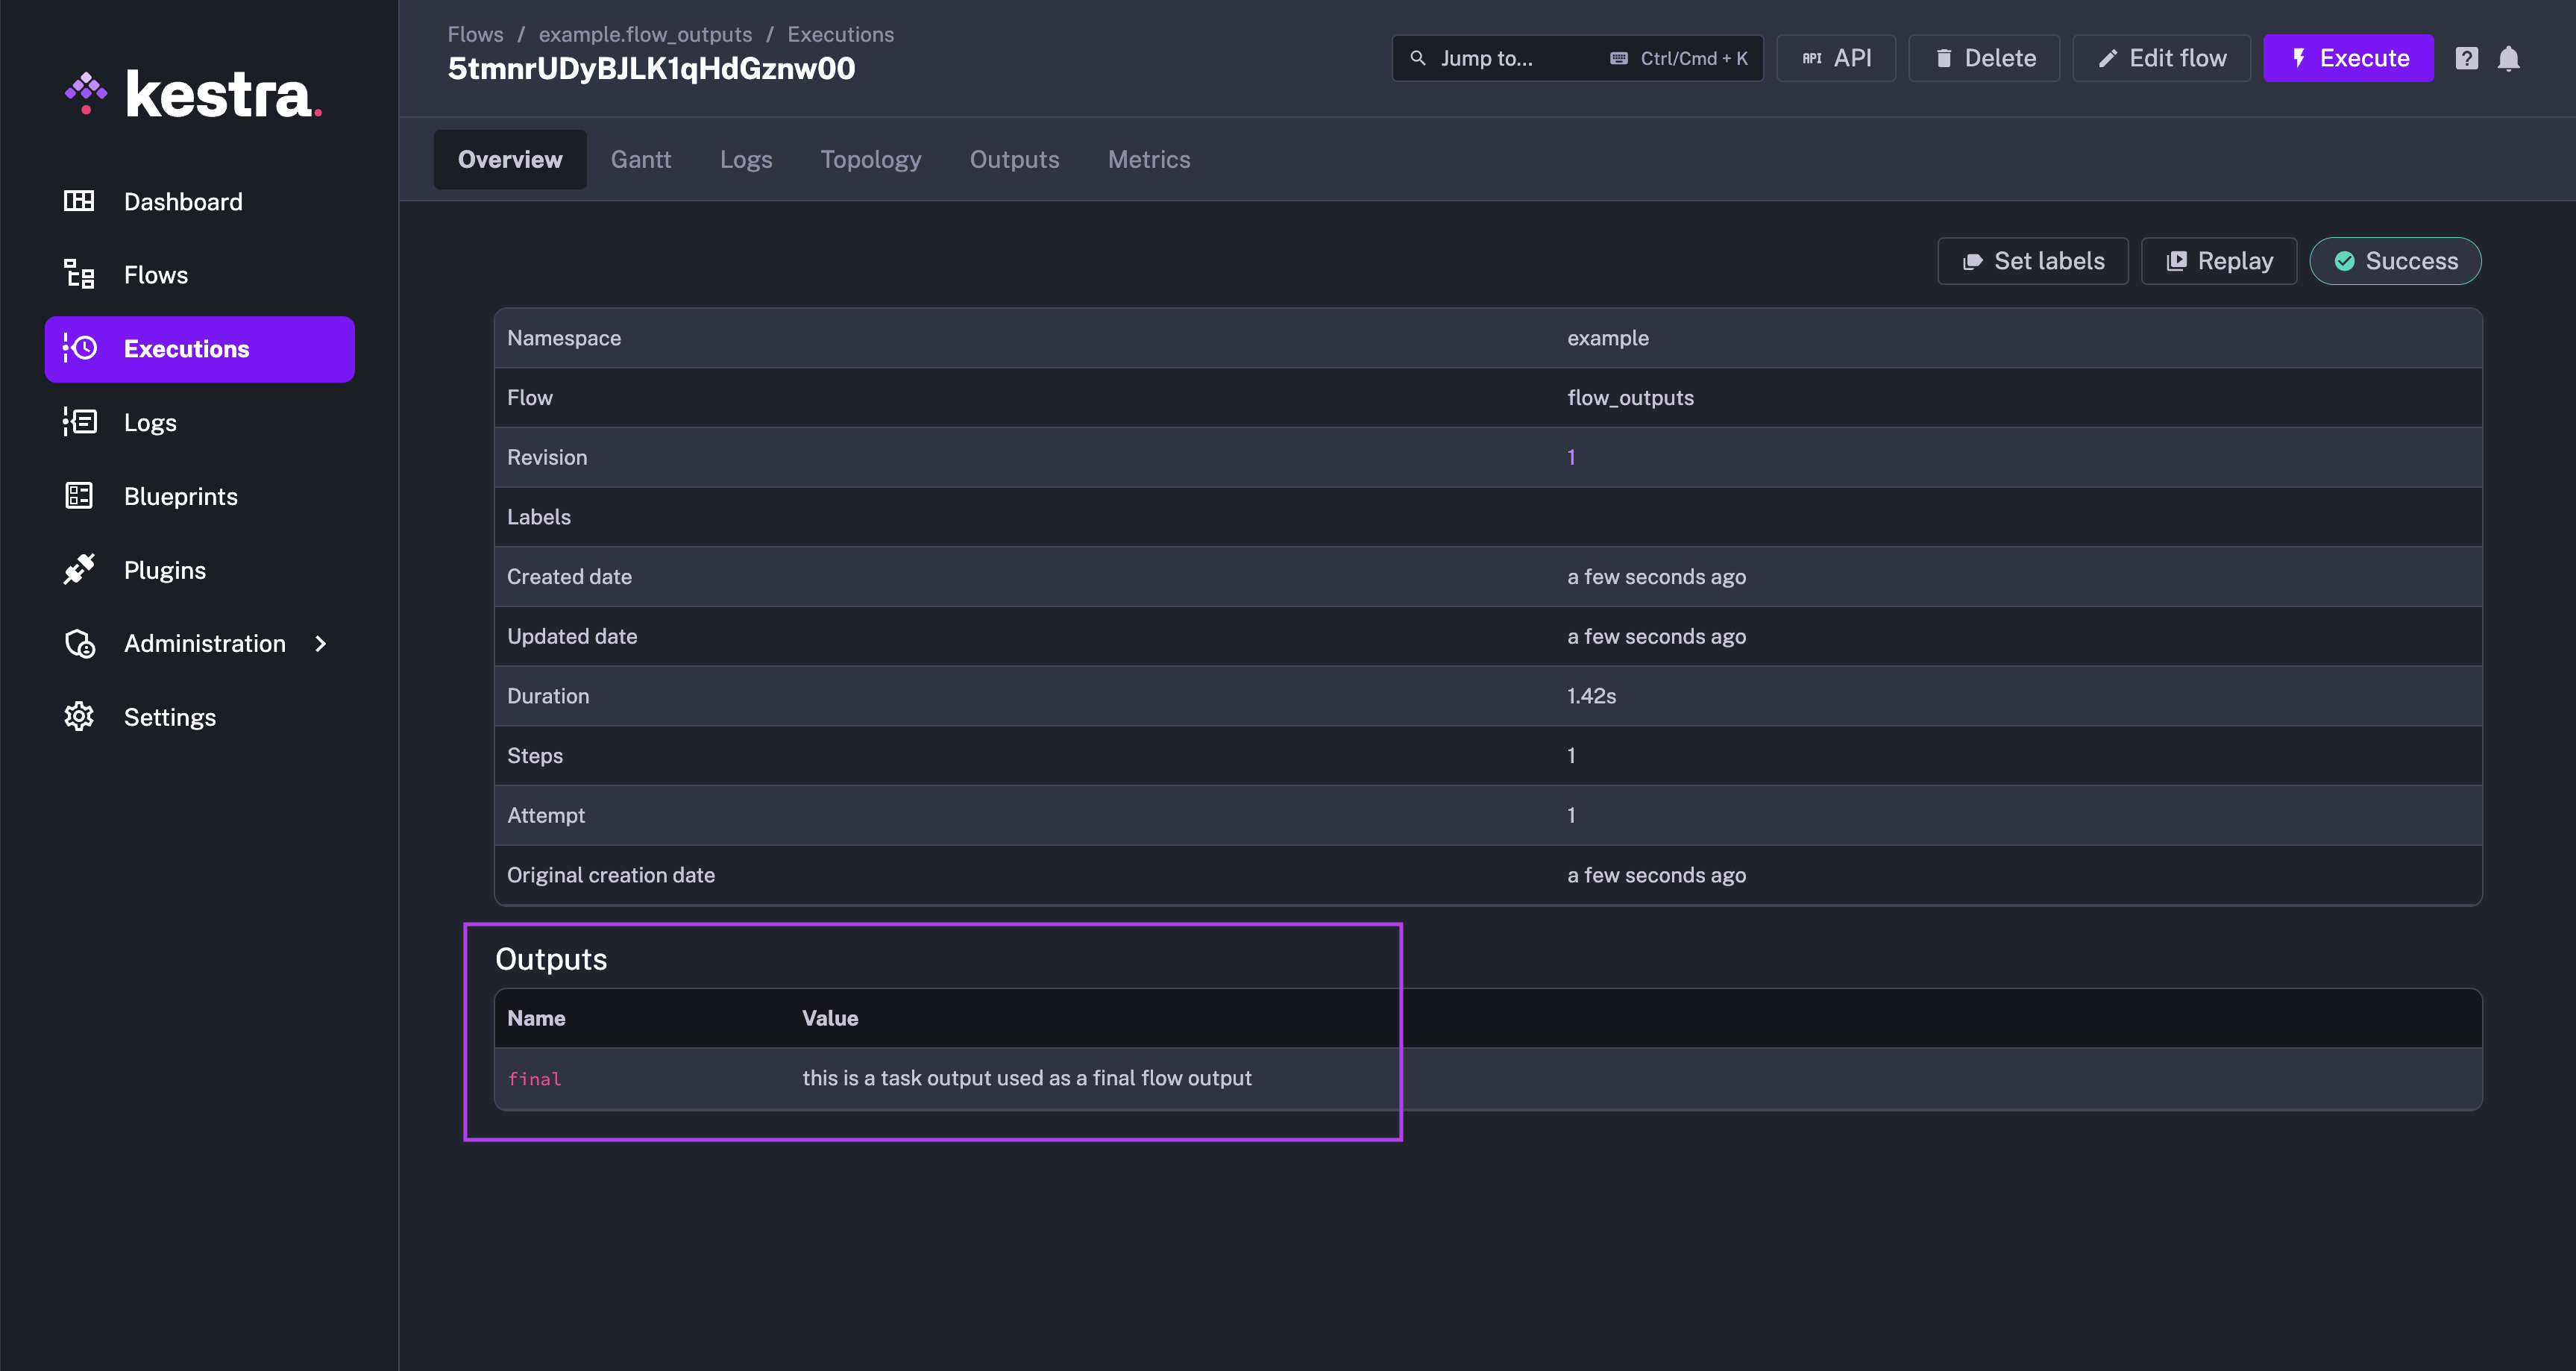 kestra.
Dashboard
Flows
Executions
Logs
Blueprints
Plugins
Administration
Settings
Flows / example.flow_outputs / Executions
5tmnrUDyBJLK1qHdGznw00
Jump to... Ctrl/Cmd + K
API API
Delete
Edit flow
Execute
?
Overview Gantt Logs Topology Outputs Metrics
Set labels Replay Success
Namespace example
Flow flow_outputs
Revision 1
Labels
Created date a few seconds ago
Updated date a few seconds ago
Duration 1.42s
Steps 1
Attempt 1
Original creation date a few seconds ago
Outputs
Name Value
final this is a task output used as a final flow output